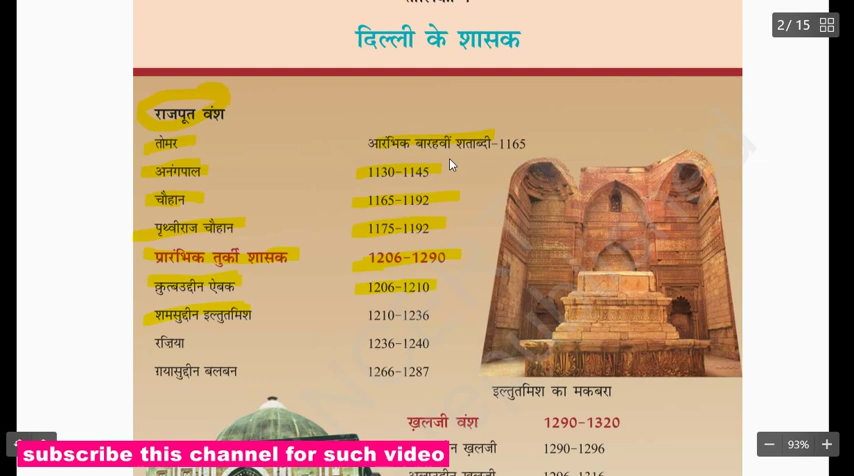 2 / 15
दिल्ली के शासक
राजपूत वंश
तोमर आरंभिक बारहवीं शताब्दी-1165
अनंगपाल 1130-1145
चौहान 1165-1192
पृथ्वीराज चौहान 1175-1192
प्रारंभिक तुर्की शासक 1206-1290
क़ुत्बउद्दीन ऐबक 1206-1210
शमसुद्दीन इल्तुतमिश 1210-1236
रज़िया 1236-1240
ग़यासुद्दीन बलबन 1266-1287
इल्तुतमिश का मकबरा
ख़लजी वंश 1290-1320
ख़लजी 1290-1296
93%
subscribe this channel for such video